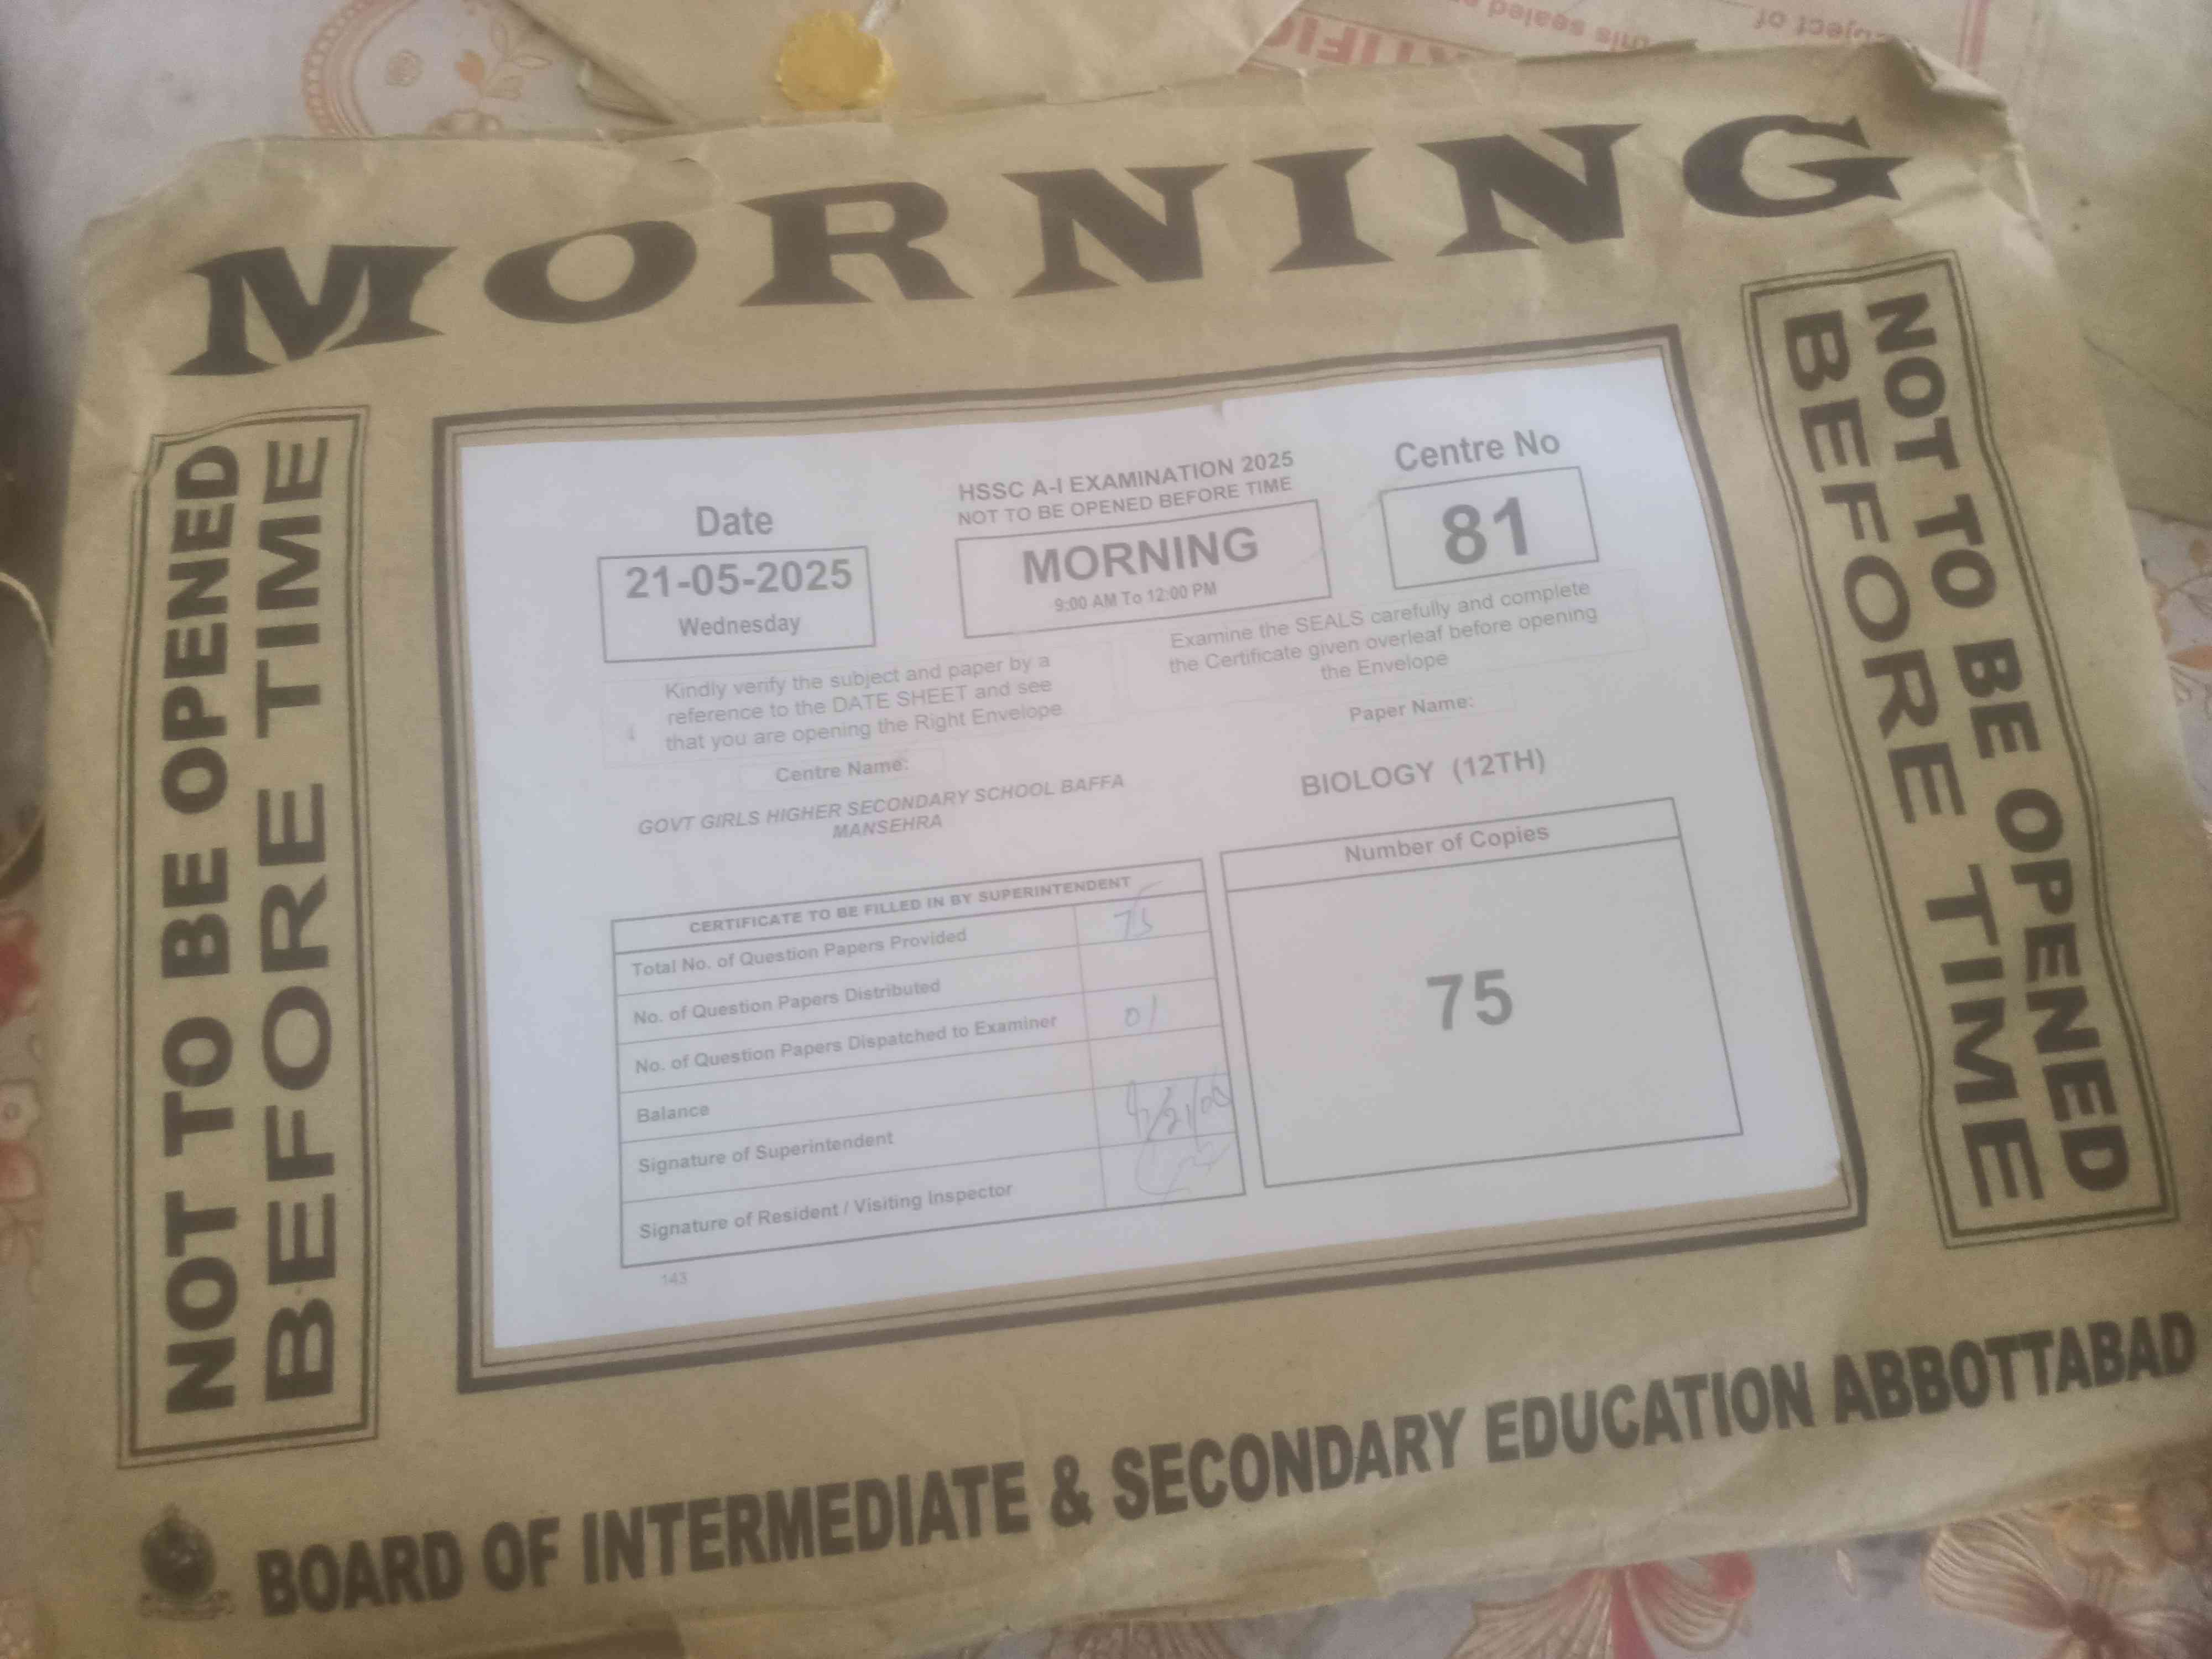 MORNING
NOT TO BE OPENED
BEFORE TIME
Date
21-05-2025
Wednesday
HSSC A-I EXAMINATION 2025
NOT TO BE OPENED BEFORE TIME
MORNING
9:00 AM To 12:00 PM
Centre No
81
Kindly verify the subject and paper by a
reference to the DATE SHEET and see
that you are opening the Right Envelope
Examine the SEALS carefully and complete
the Certificate given overleaf before opening
the Envelope
Centre Name:
GOVT GIRLS HIGHER SECONDARY SCHOOL BAFFA
MANSEHRA
Paper Name:
BIOLOGY (12TH)
CERTIFICATE TO BE FILLED IN BY SUPERINTENDENT
Total No. of Question Papers Provided 75
No. of Question Papers Distributed
No. of Question Papers Dispatched to Examiner 01
Balance
Signature of Superintendent
Signature of Resident / Visiting Inspector
143
Number of Copies
75
NOT TO BE OPENED
BEFORE TIME
BOARD OF INTERMEDIATE & SECONDARY EDUCATION ABBOTTABAD
this sealed